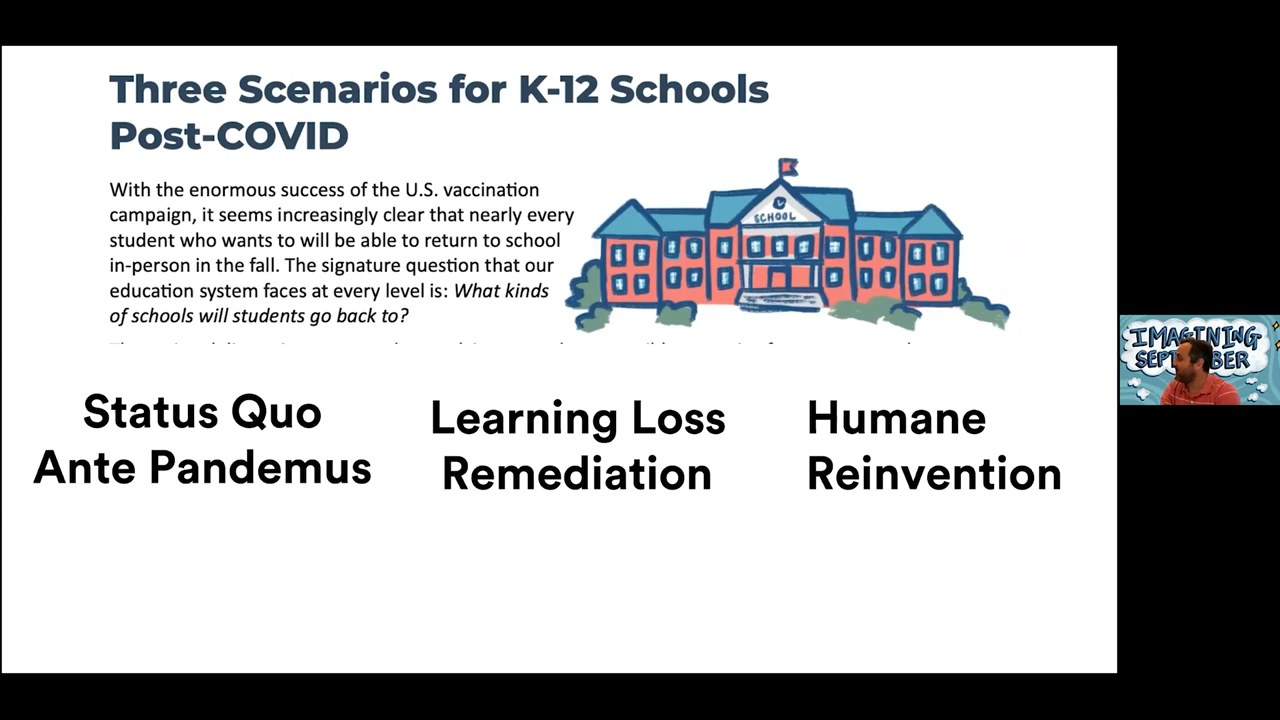 Three Scenarios for K-12 Schools
Post-COVID
With the enormous success of the U.S. vaccination
campaign, it seems increasingly clear that nearly every
student who wants to will be able to return to school
in-person in the fall. The signature question that our
education system faces at every level is: What kinds
of schools will students go back to?
SCHOOL
Status Quo
Ante Pandemus
Learning Loss
Remediation
Humane
Reinvention
IMAGINING